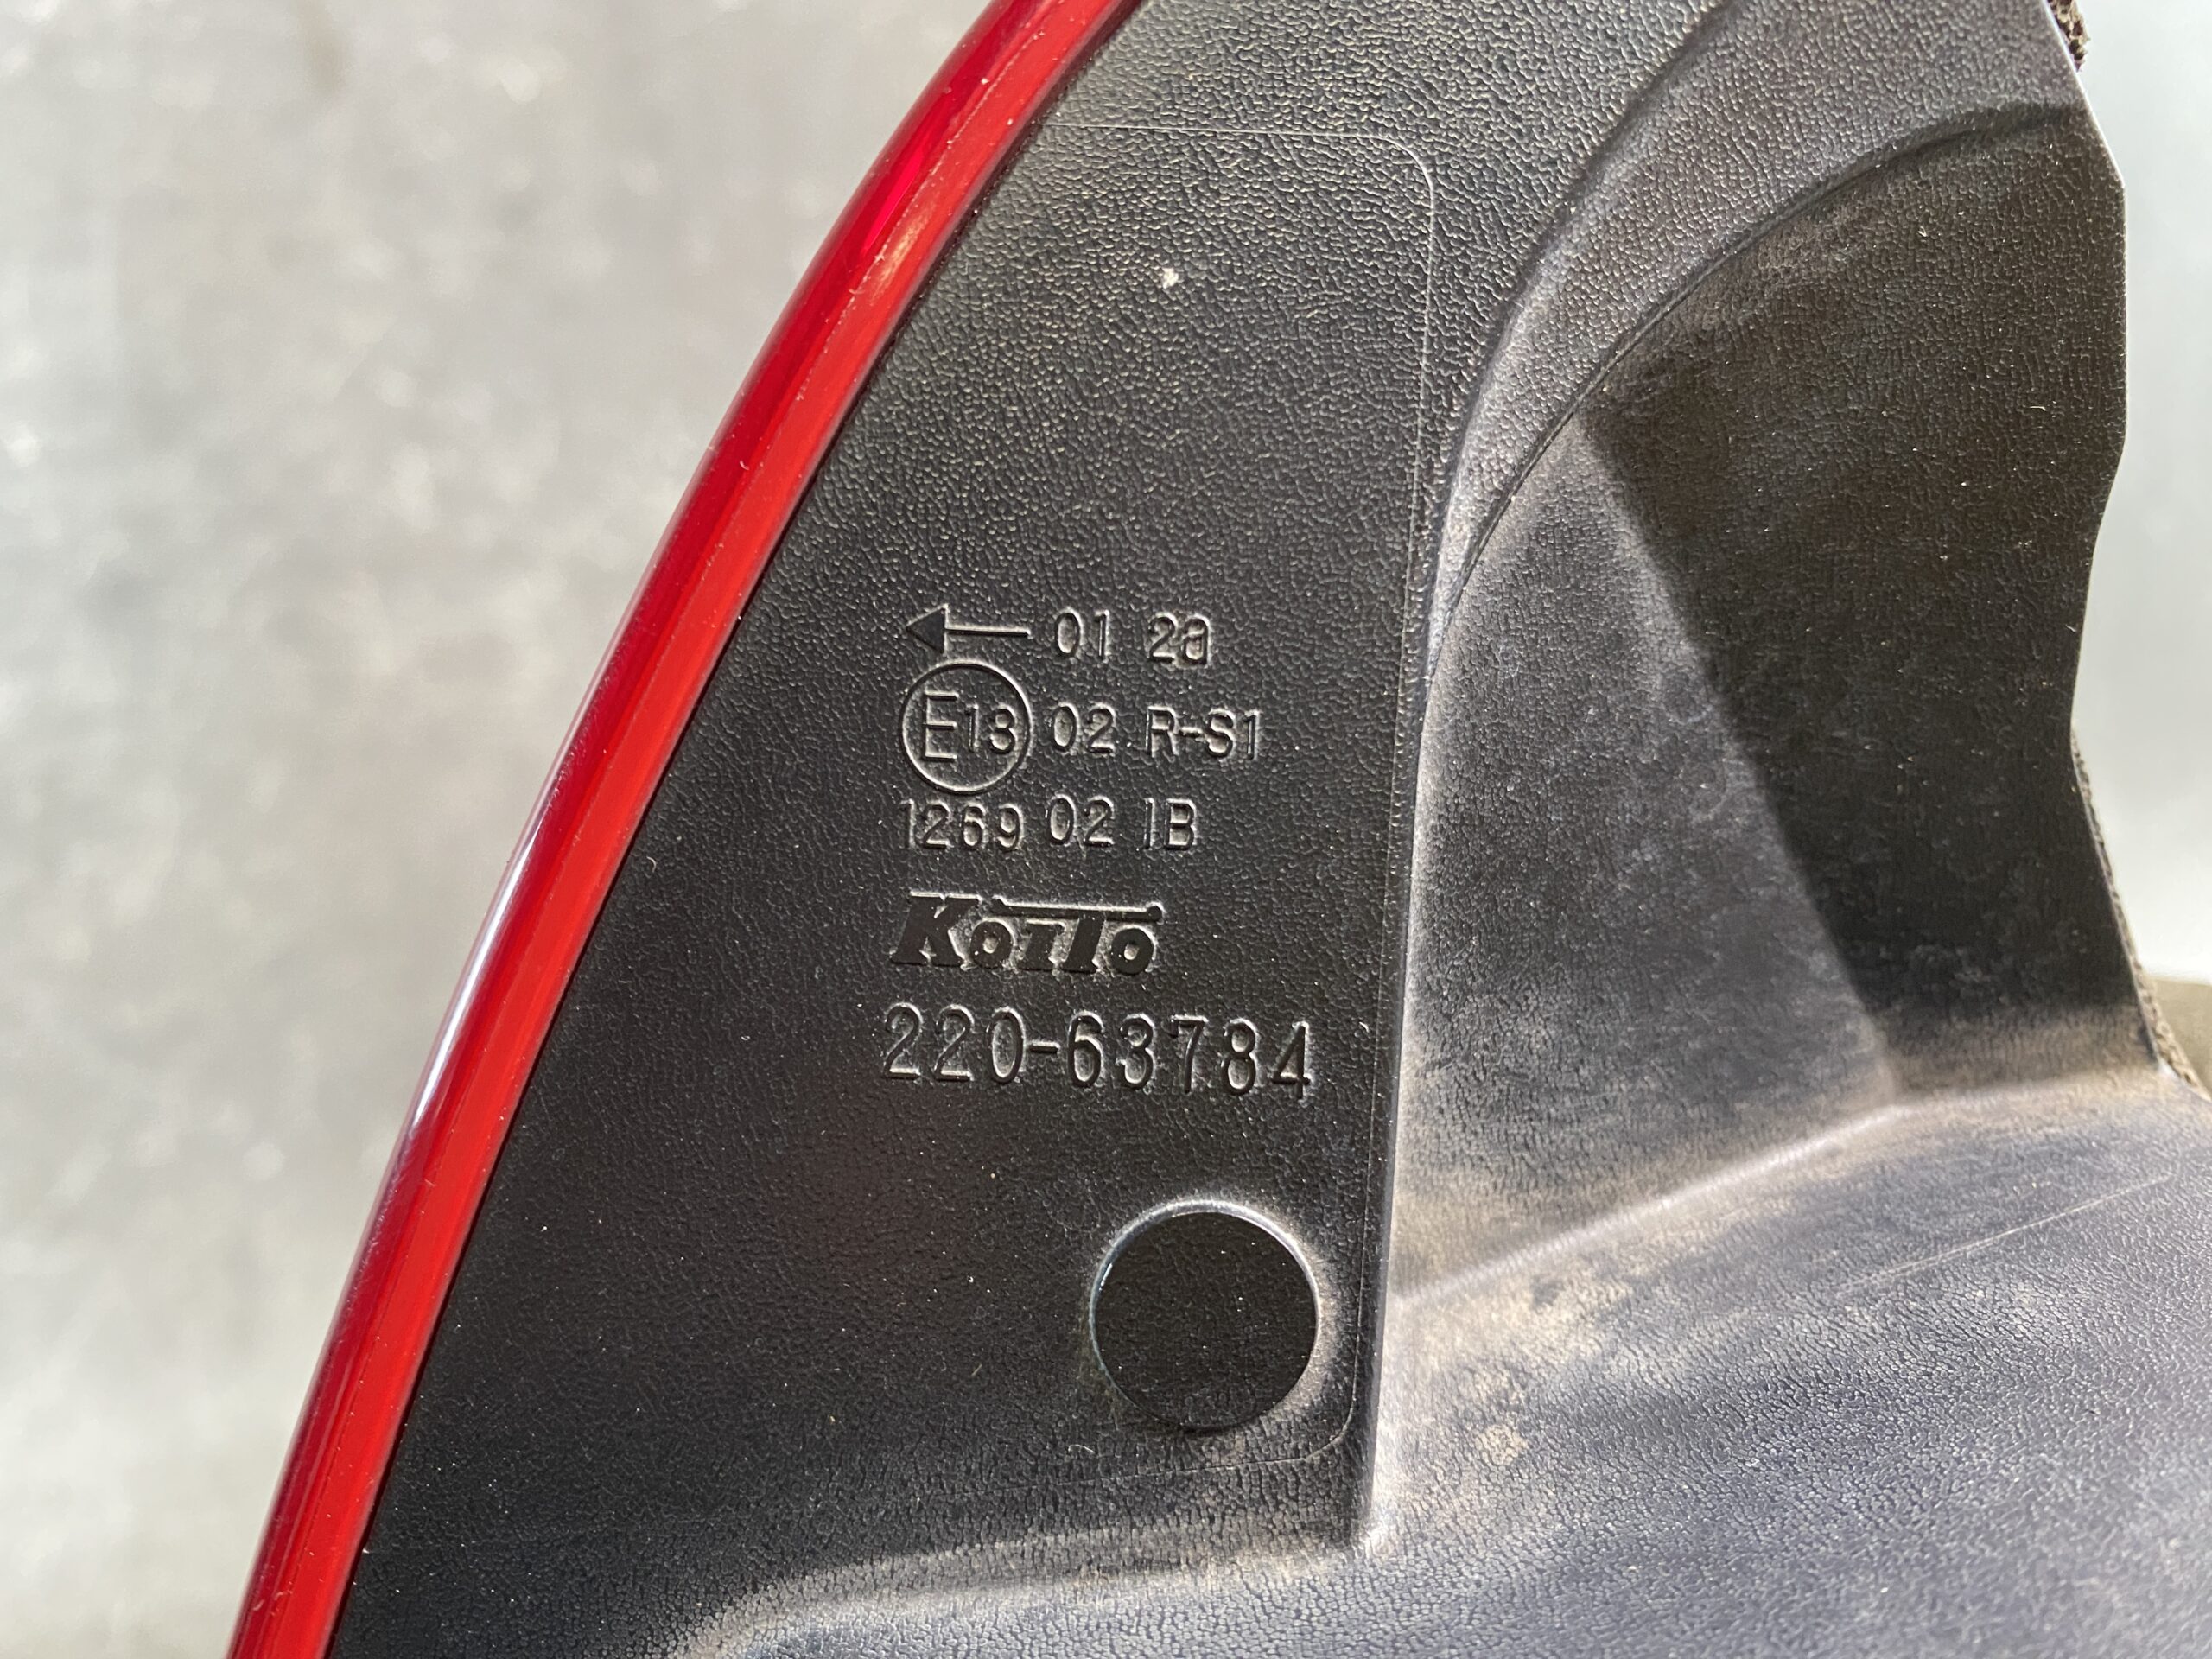 ← 01 2a
E13 02 R-S1
1269 02 IB
KOITO
220-63784